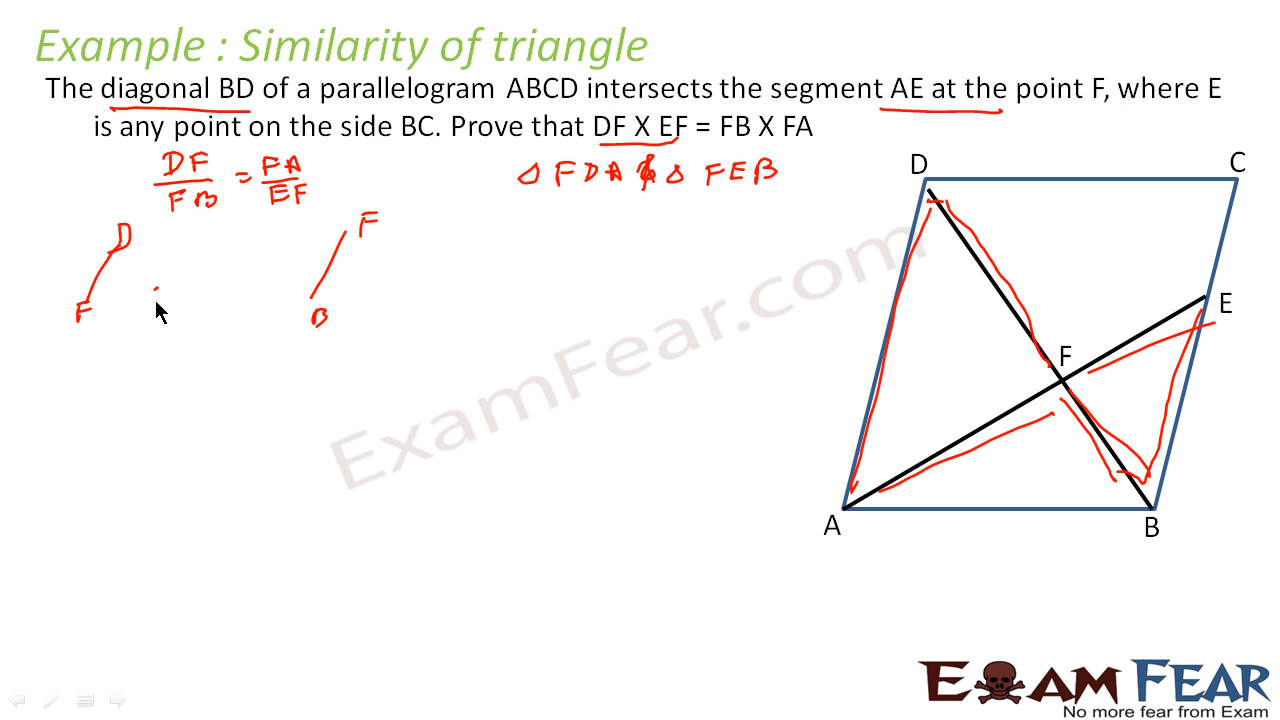 Example : Similarity of triangle
The diagonal BD of a parallelogram ABCD intersects the segment AE at the point F, where E
is any point on the side BC. Prove that DF X EF = FB X FA
DF/FB = FA/EF
△ FDA & △ FEB
D
F
F
B
D
C
E
F
A
B
ExamFear.com
EXAM FEAR
No more fear from Exam